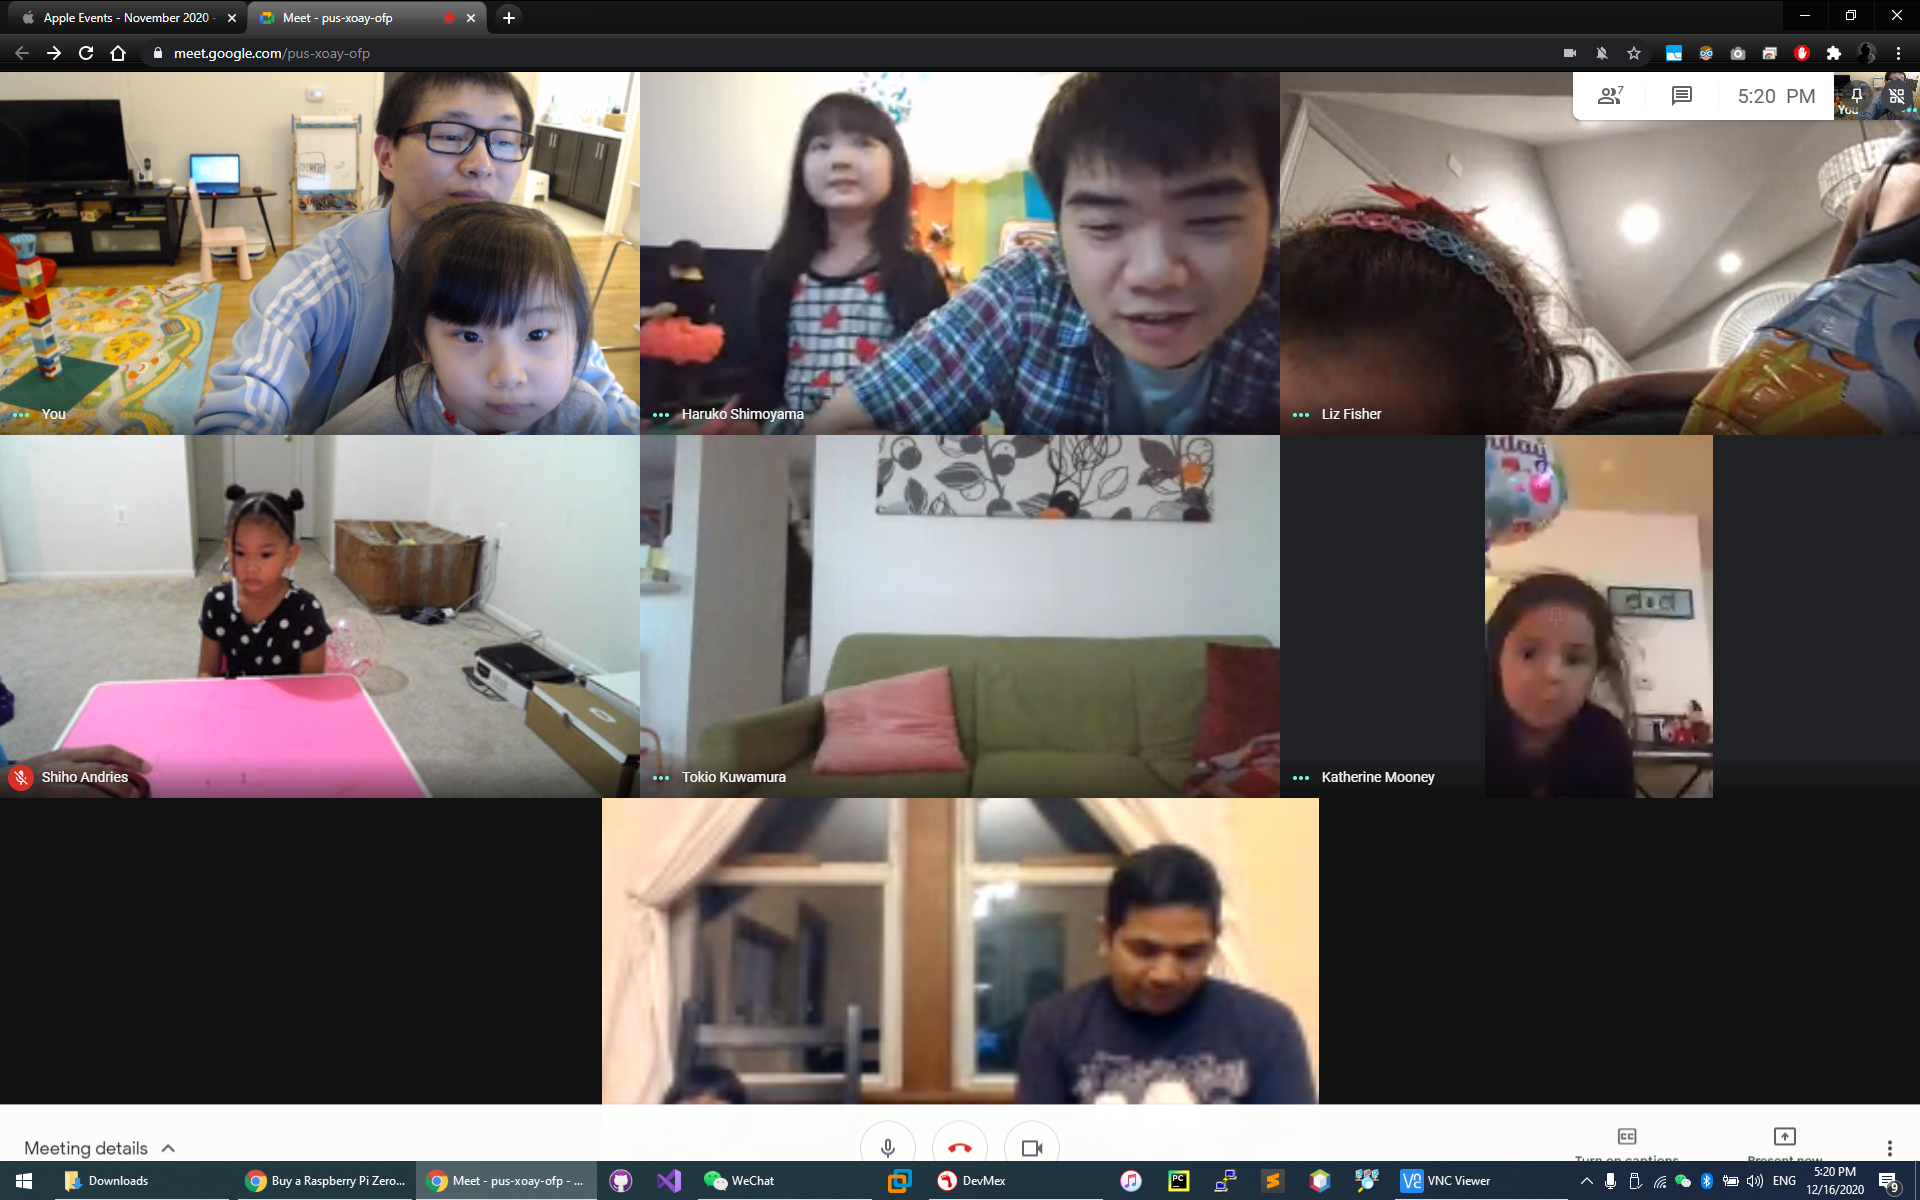 Apple Events - November 2020 -
Meet - pus-xoay-ofp
meet.google.com/pus-xoay-ofp
7
5:20 PM
You
You
Haruko Shimoyama
Liz Fisher
Shiho Andries
Tokio Kuwamura
Katherine Mooney
Meeting details
Turn on captions
Present now
Downloads
Buy a Raspberry Pi Zero...
Meet - pus-xoay-ofp - ...
WeChat
PC
DevMex
VNC Viewer
ENG
5:20 PM
12/16/2020
9